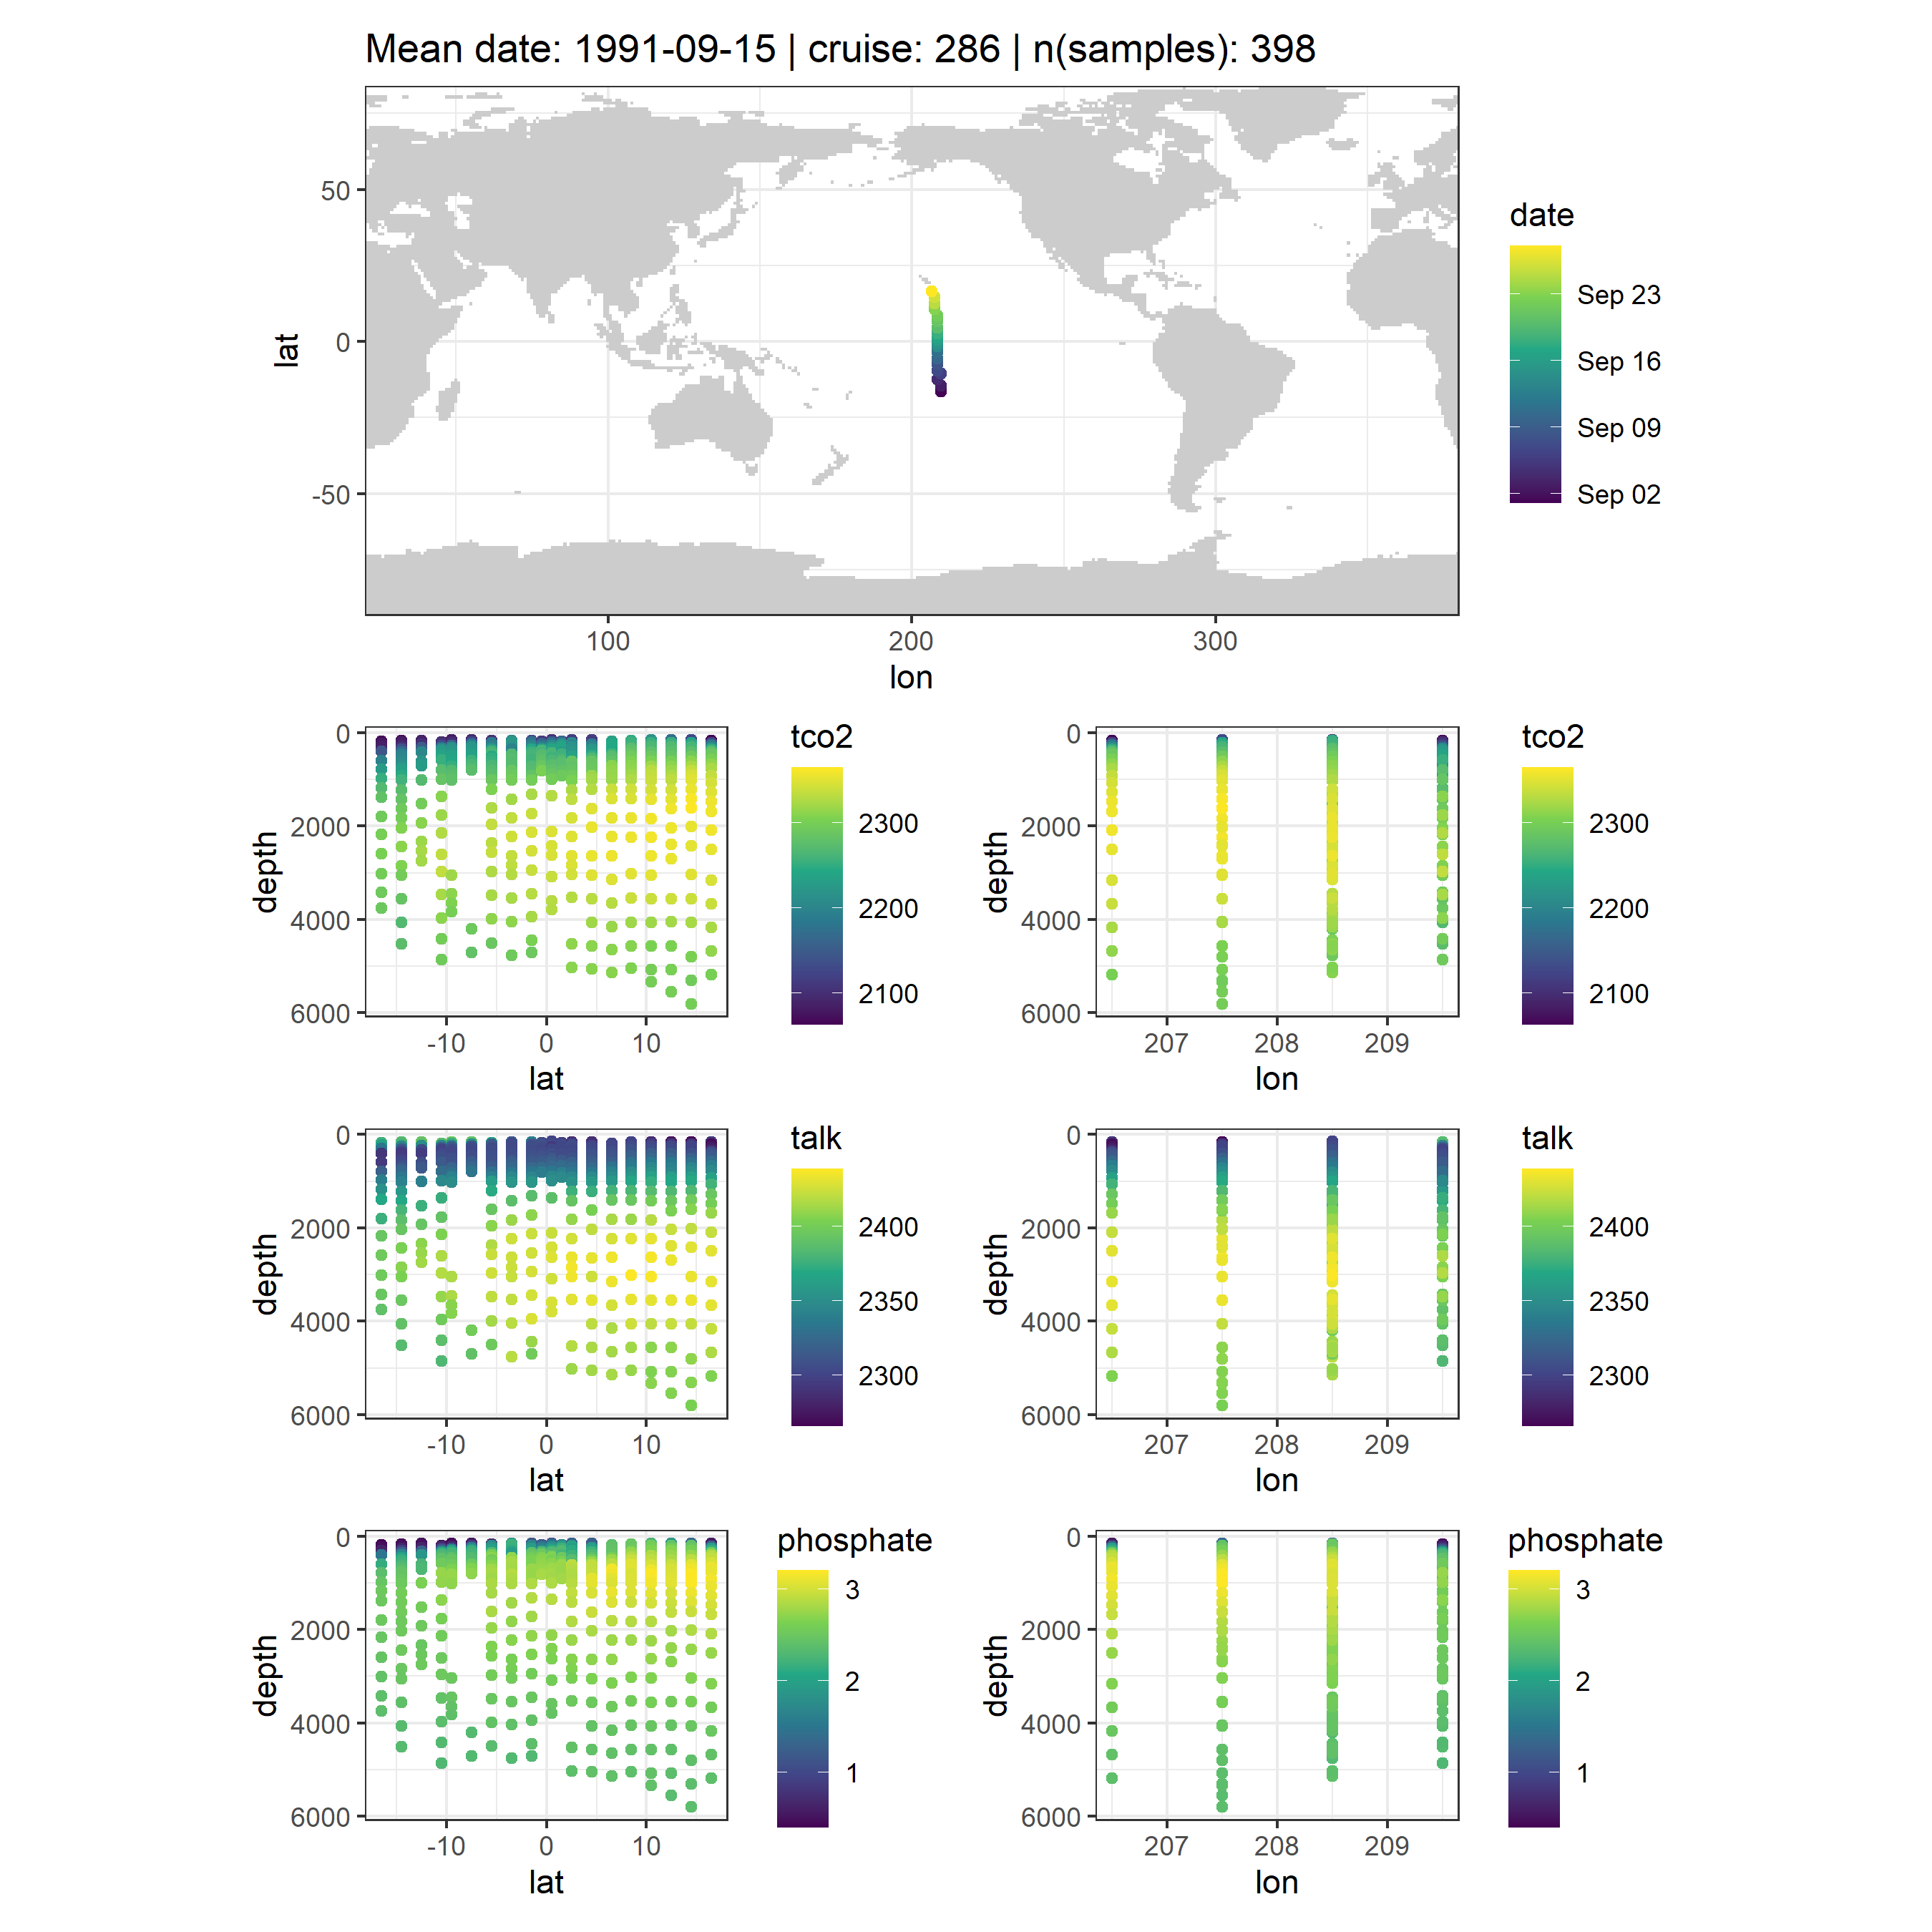 Mean date: 1991-09-15 | cruise: 286 | n(samples): 398
lat
50
0
-50
100 200 300
lon
date
Sep 23
Sep 16
Sep 09
Sep 02
depth
0
2000
4000
6000
-10 0 10
lat
tco2
2300
2200
2100
depth
0
2000
4000
6000
207 208 209
lon
tco2
2300
2200
2100
depth
0
2000
4000
6000
-10 0 10
lat
talk
2400
2350
2300
depth
0
2000
4000
6000
207 208 209
lon
talk
2400
2350
2300
depth
0
2000
4000
6000
-10 0 10
lat
phosphate
3
2
1
depth
0
2000
4000
6000
207 208 209
lon
phosphate
3
2
1